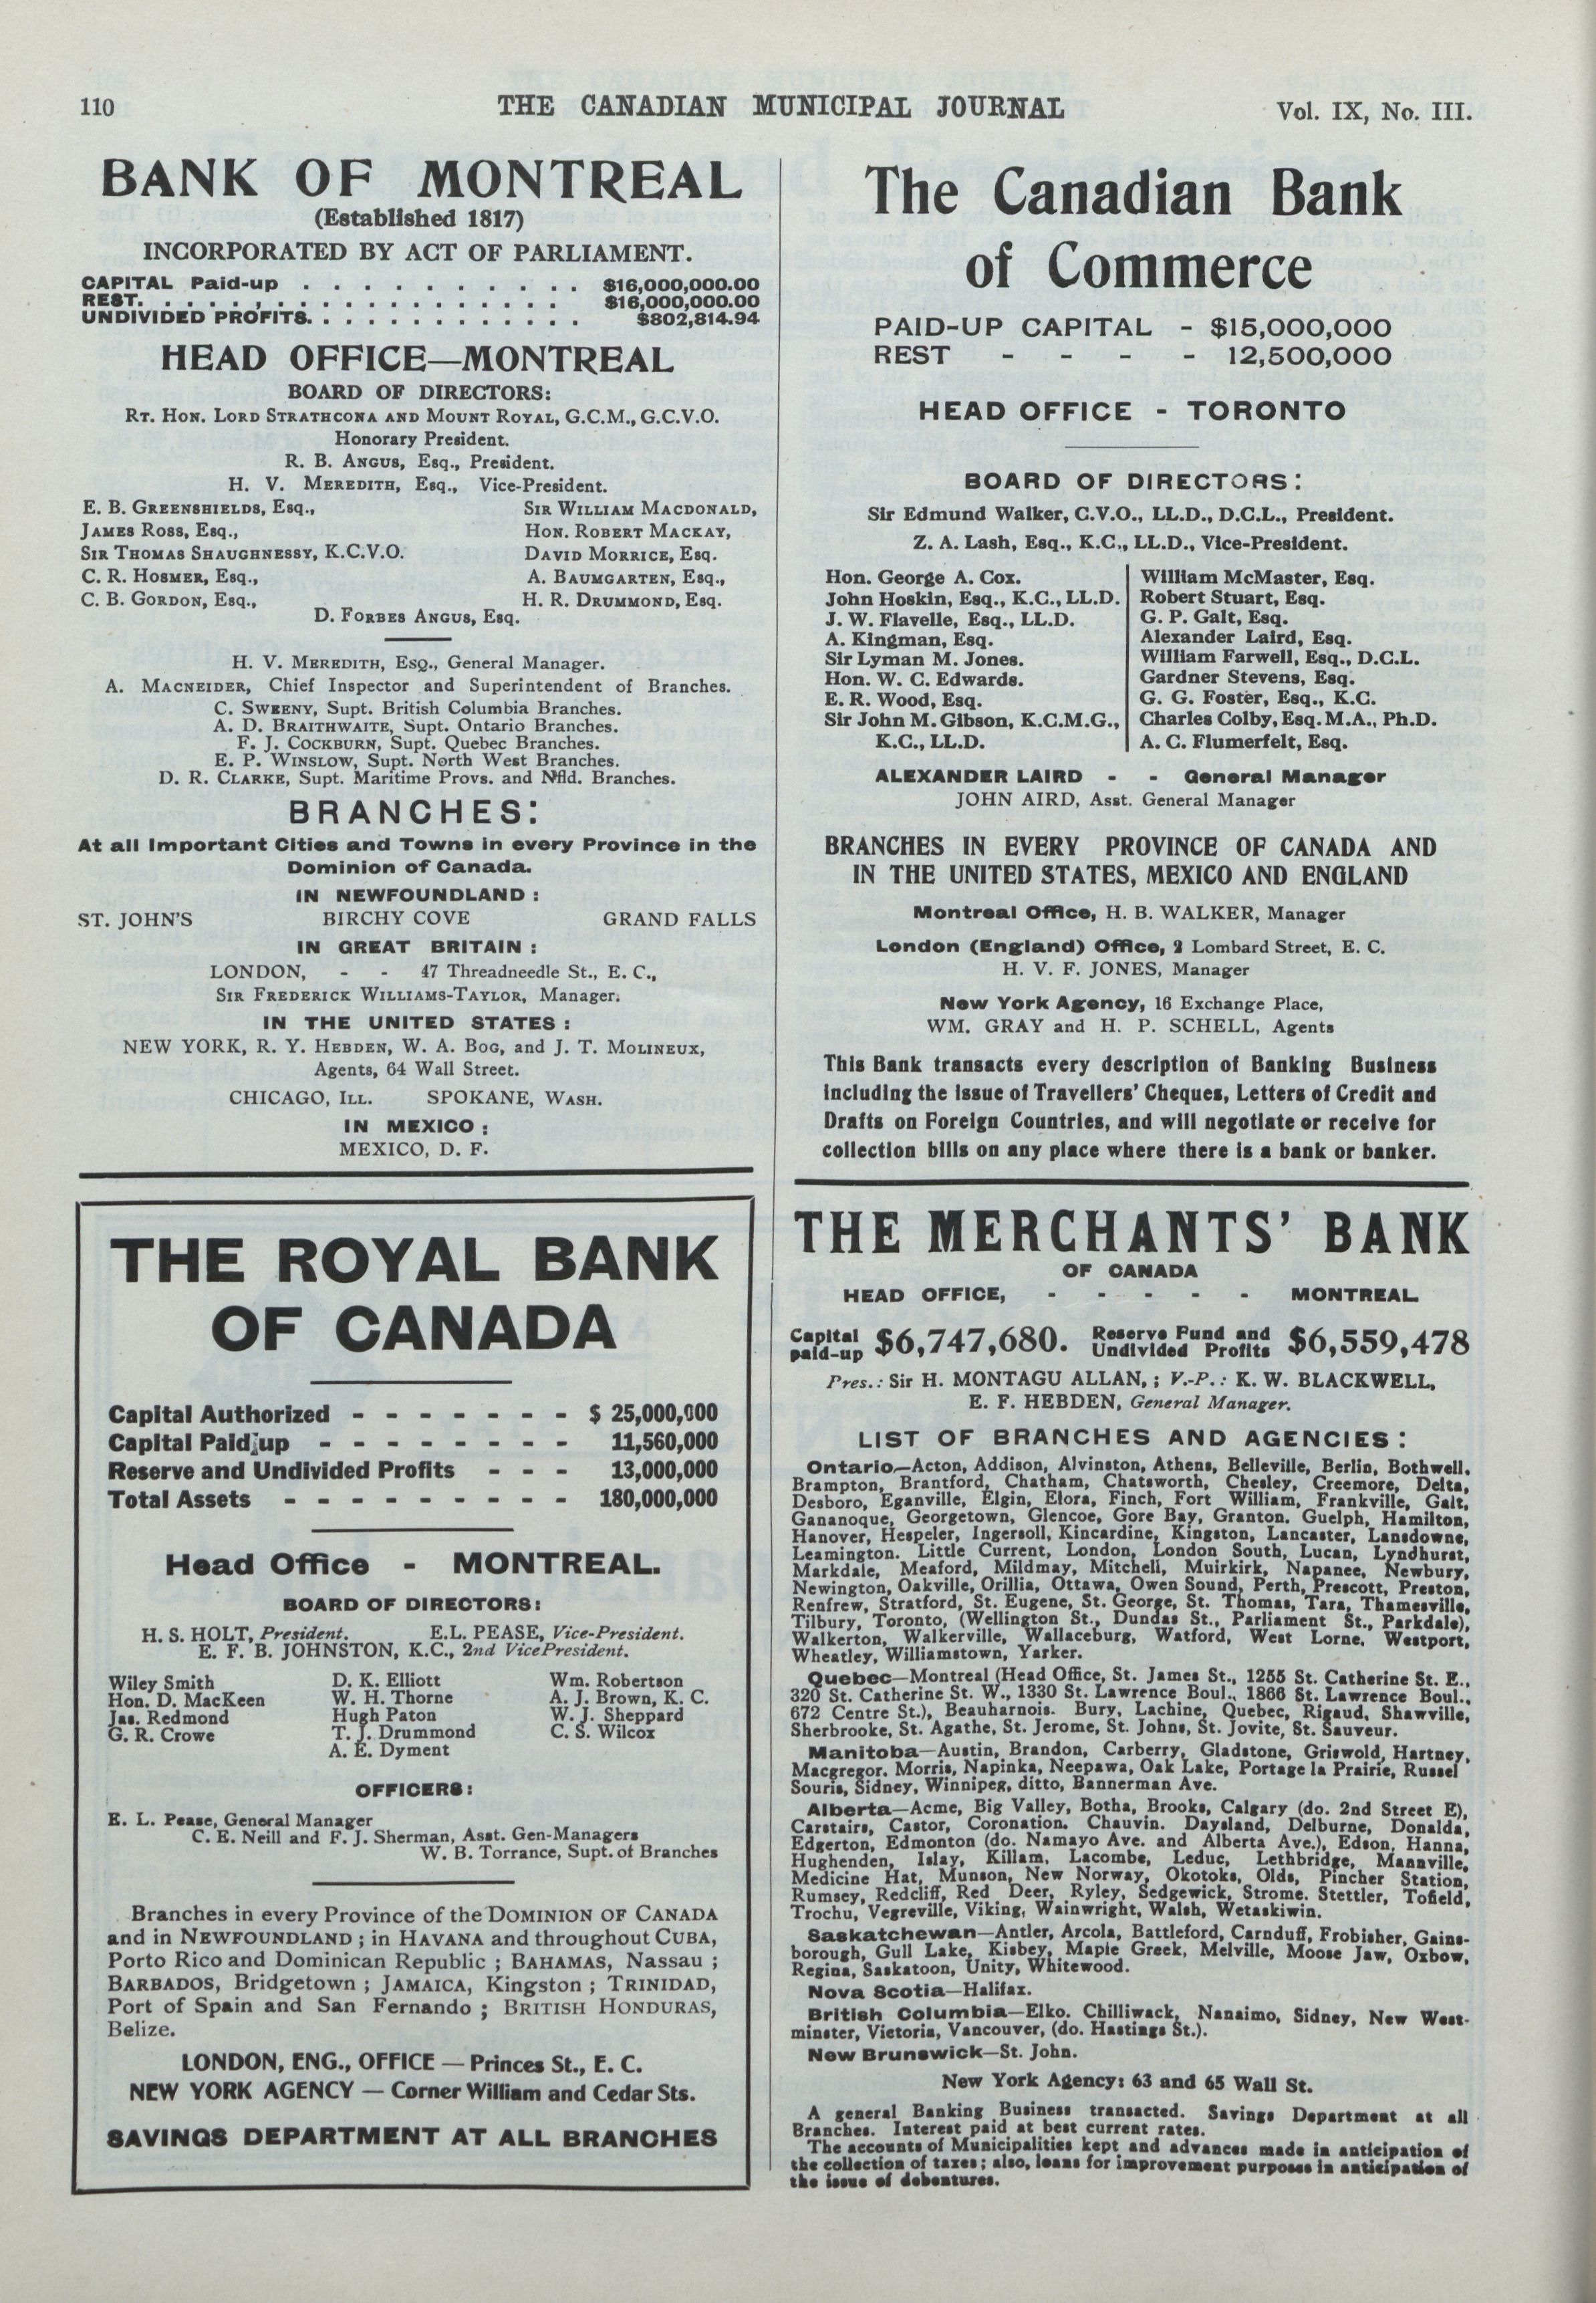 110
THE CANADIAN MUNICIPAL JOURNAL
Vol. IX, No. III.
BANK OF MONTREAL
(Established 1817)
INCORPORATED BY ACT OF PARLIAMENT.
CAPITAL Paid-up . . . . . . . . . . . $16,000,000.00
REST. . . . . , . . . . . . . . . . . . . $16,000,000.00
UNDIVIDED PROFITS. . . . . . . . . . . . . $802,814.94
HEAD OFFICE—MONTREAL
BOARD OF DIRECTORS:
RT. HON. LORD STRATHCONA AND MOUNT ROYAL, G.C.M., G.C.V.O.
Honorary President.
R. B. ANGUS, Esq., President.
H. V. MEREDITH, Esq., Vice-President.
E. B. GREENSHIELDS, Esq., SIR WILLIAM MACDONALD,
JAMES ROSS, Esq., HON. ROBERT MACKAY,
SIR THOMAS SHAUGHNESSY, K.C.V.O. DAVID MORRICE, Esq.
C. R. HOSMER, Esq., A. BAUMGARTEN, Esq.,
C. B. GORDON, Esq., H. R. DRUMMOND, Esq.
D. FORBES ANGUS, Esq.
H. V. MEREDITH, ESQ., General Manager.
A. MACNEIDER, Chief Inspector and Superintendent of Branches.
C. SWEENY, Supt. British Columbia Branches.
A. D. BRAITHWAITE, Supt. Ontario Branches.
F. J. COCKBURN, Supt. Quebec Branches.
E. P. WINSLOW, Supt. North West Branches.
D. R. CLARKE, Supt. Maritime Provs. and Nfld. Branches.
BRANCHES:
At all Important Cities and Towns in every Province in the
Dominion of Canada.
IN NEWFOUNDLAND :
ST. JOHN'S BIRCHY COVE GRAND FALLS
IN GREAT BRITAIN :
LONDON, - - 47 Threadneedle St., E. C.,
SIR FREDERICK WILLIAMS-TAYLOR, Manager.
IN THE UNITED STATES :
NEW YORK, R. Y. HEBDEN, W. A. BOG, and J. T. MOLINEUX,
Agents, 64 Wall Street.
CHICAGO, ILL. SPOKANE, WASH.
IN MEXICO :
MEXICO, D. F.
The Canadian Bank
of Commerce
PAID-UP CAPITAL - $15,000,000
REST - - - - 12,500,000
HEAD OFFICE - TORONTO
BOARD OF DIRECTORS:
Sir Edmund Walker, C.V.O., LL.D., D.C.L., President.
Z. A. Lash, Esq., K.C., LL.D., Vice-President.
Hon. George A. Cox. William McMaster, Esq.
John Hoskin, Esq., K.C., LL.D. Robert Stuart, Esq.
J. W. Flavelle, Esq., LL.D. G. P. Galt, Esq.
A. Kingman, Esq. Alexander Laird, Esq.
Sir Lyman M. Jones. William Farwell, Esq., D.C.L.
Hon. W. C. Edwards. Gardner Stevens, Esq.
E. R. Wood, Esq. G. G. Foster, Esq., K.C.
Sir John M. Gibson, K.C.M.G., Charles Colby, Esq. M.A., Ph.D.
K.C., LL.D. A. C. Flumerfelt, Esq.
ALEXANDER LAIRD - - General Manager
JOHN AIRD, Asst. General Manager
BRANCHES IN EVERY PROVINCE OF CANADA AND
IN THE UNITED STATES, MEXICO AND ENGLAND
Montreal Office, H. B. WALKER, Manager
London (England) Office, 2 Lombard Street, E. C.
H. V. F. JONES, Manager
New York Agency, 16 Exchange Place,
WM. GRAY and H. P. SCHELL, Agents
This Bank transacts every description of Banking Business
including the issue of Travellers' Cheques, Letters of Credit and
Drafts on Foreign Countries, and will negotiate or receive for
collection bills on any place where there is a bank or banker.
THE ROYAL BANK
OF CANADA
Capital Authorized - - - - - - - $ 25,000,000
Capital Paid up - - - - - - - - 11,560,000
Reserve and Undivided Profits - - - 13,000,000
Total Assets - - - - - - - - - 180,000,000
Head Office - MONTREAL.
BOARD OF DIRECTORS:
H. S. HOLT, President. E.L. PEASE, Vice-President.
E. F. B. JOHNSTON, K.C., 2nd VicePresident.
Wiley Smith D. K. Elliott Wm. Robertson
Hon. D. MacKeen W. H. Thorne A. J. Brown, K. C.
Jas. Redmond Hugh Paton W. J. Sheppard
G. R. Crowe T. J. Drummond C. S. Wilcox
A. E. Dyment
OFFICERS:
E. L. Pease, General Manager
C. E. Neill and F. J. Sherman, Asst. Gen-Managers
W. B. Torrance, Supt. of Branches
Branches in every Province of the DOMINION OF CANADA
and in NEWFOUNDLAND ; in HAVANA and throughout CUBA,
Porto Rico and Dominican Republic ; BAHAMAS, Nassau ;
BARBADOS, Bridgetown ; JAMAICA, Kingston ; TRINIDAD,
Port of Spain and San Fernando ; BRITISH HONDURAS,
Belize.
LONDON, ENG., OFFICE — Princes St., E. C.
NEW YORK AGENCY — Corner William and Cedar Sts.
SAVINGS DEPARTMENT AT ALL BRANCHES
THE MERCHANTS' BANK
OF CANADA
HEAD OFFICE, - - - - - MONTREAL
Capital paid-up $6,747,680. Reserve Fund and Undivided Profits $6,559,478
Pres.: Sir H. MONTAGU ALLAN, ; V.-P.: K. W. BLACKWELL,
E. F. HEBDEN, General Manager.
LIST OF BRANCHES AND AGENCIES:
Ontario—Acton, Addison, Alvinston, Athens, Belleville, Berlin, Bothwell,
Brampton, Brantford, Chatham, Chatsworth, Chesley, Creemore, Delta,
Desboro, Eganville, Elgin, Elora, Finch, Fort William, Frankville, Galt,
Gananoque, Georgetown, Glencoe, Gore Bay, Granton. Guelph, Hamilton,
Hanover, Hespeler, Ingersoll, Kincardine, Kingston, Lancaster, Lansdowne,
Leamington. Little Current, London, London South, Lucan, Lyndhurst,
Markdale, Meaford, Mildmay, Mitchell, Muirkirk, Napanee, Newbury,
Newington, Oakville, Orillia, Ottawa, Owen Sound, Perth, Prescott, Preston,
Renfrew, Stratford, St. Eugene, St. George, St. Thomas, Tara, Thamesville,
Tilbury, Toronto, (Wellington St., Dundas St., Parliament St., Parkdale),
Walkerton, Walkerville, Wallaceburg, Watford, West Lorne, Westport,
Wheatley, Williamstown, Yarker.
Quebec—Montreal (Head Office, St. James St., 1255 St. Catherine St. E.,
320 St. Catherine St. W., 1330 St. Lawrence Boul., 1866 St. Lawrence Boul.,
672 Centre St.), Beauharnois. Bury, Lachine, Quebec, Rigaud, Shawville,
Sherbrooke, St. Agathe, St. Jerome, St. Johns, St. Jovite, St. Sauveur.
Manitoba—Austin, Brandon, Carberry, Gladstone, Griswold, Hartney,
Macgregor. Morris, Napinka, Neepawa, Oak Lake, Portage la Prairie, Russel
Souris, Sidney, Winnipeg, ditto, Bannerman Ave.
Alberta—Acme, Big Valley, Botha, Brooks, Calgary (do. 2nd Street E),
Carstairs, Castor, Coronation. Chauvin. Daysland, Delburne, Donalda,
Edgerton, Edmonton (do. Namayo Ave. and Alberta Ave.), Edson, Hanna,
Hughenden, Islay, Killam, Lacombe, Leduc, Lethbridge, Mannville,
Medicine Hat, Munson, New Norway, Okotoks, Olds, Pincher Station,
Rumsey, Redcliff, Red Deer, Ryley, Sedgewick, Strome. Stettler, Tofield,
Trochu, Vegreville, Viking, Wainwright, Walsh, Wetaskiwin.
Saskatchewan—Antler, Arcola, Battleford, Carnduff, Frobisher, Gains-
borough, Gull Lake, Kisbey, Maple Greek, Melville, Moose Jaw, Oxbow,
Regina, Saskatoon, Unity, Whitewood.
Nova Scotia—Halifax.
British Columbia—Elko. Chilliwack, Nanaimo, Sidney, New West-
minster, Victoria, Vancouver, (do. Hastings St.).
New Brunswick—St. John.
New York Agency: 63 and 65 Wall St.
A general Banking Business transacted. Savings Department at all
Branches. Interest paid at best current rates.
The accounts of Municipalities kept and advances made in anticipation of
the collection of taxes; also, loans for improvement purposes in anticipation of
the issue of debentures.